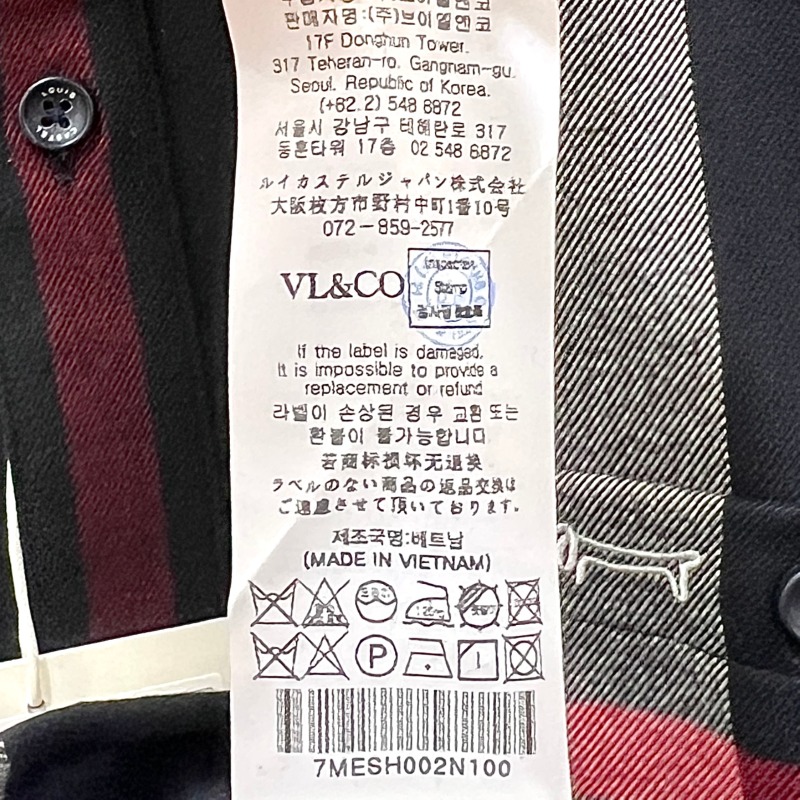 판매자명:(주)브이엘엔코
17F Donghun Tower.
317 Teheran-ro. Gangnam-gu.
Seoul. Republic of Korea.
(+82.2) 548 6872
서울시 강남구 테헤란로 317
동훈타워 17층 02 548 6872
ルイカステルジャパン株式会社
大阪枚方市野村中町1番10号
072-859-2577
VL&CO
Stamp
If the label is damaged,
It is impossible to provide a
replacement or refund
라벨이 손상된 경우 교환 또는
환불이 불가능합니다
若商标损坏无退换
ラベルのない商品の返品交換は
ご遠慮させて頂いております。
제조국명:베트남
(MADE IN VIETNAM)
P
7MESH002N100
LOUIS
CASTEL